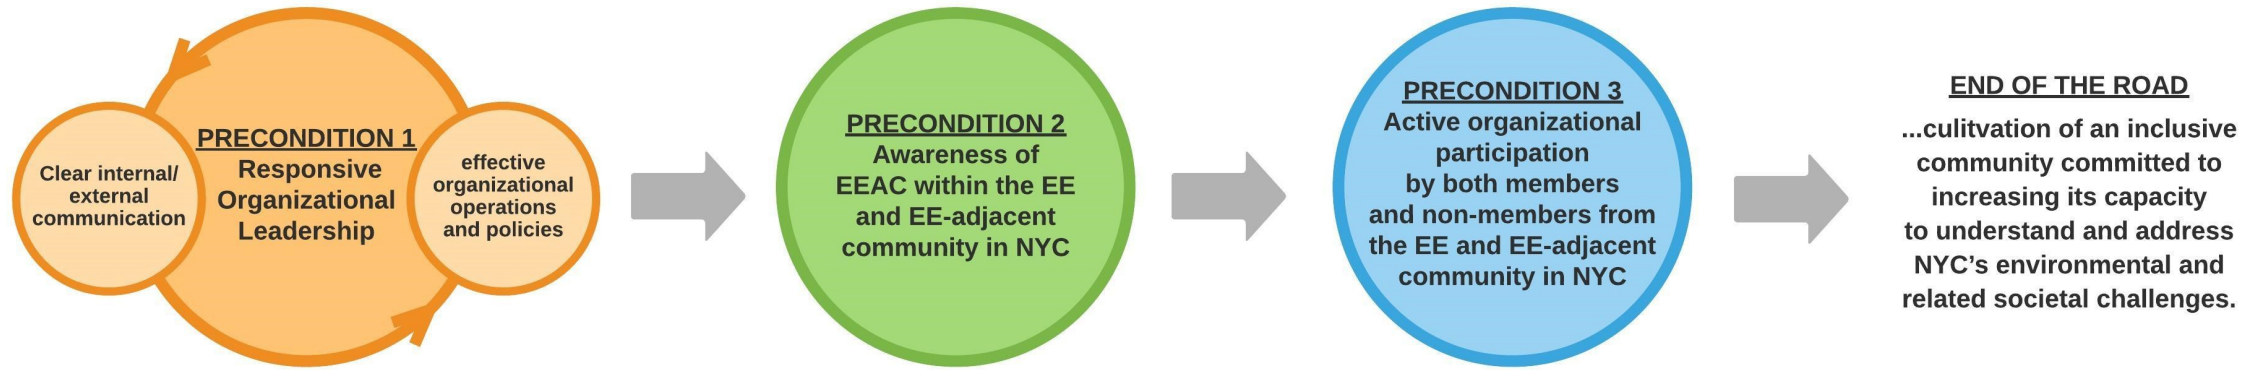 Clear internal/
external
communication
PRECONDITION 1
Responsive
Organizational
Leadership
effective
organizational
operations
and policies
PRECONDITION 2
Awareness of
EEAC within the EE
and EE-adjacent
community in NYC
PRECONDITION 3
Active organizational
participation
by both members
and non-members from
the EE and EE-adjacent
community in NYC
END OF THE ROAD
...culitvation of an inclusive
community committed to
increasing its capacity
to understand and address
NYC’s environmental and
related societal challenges.